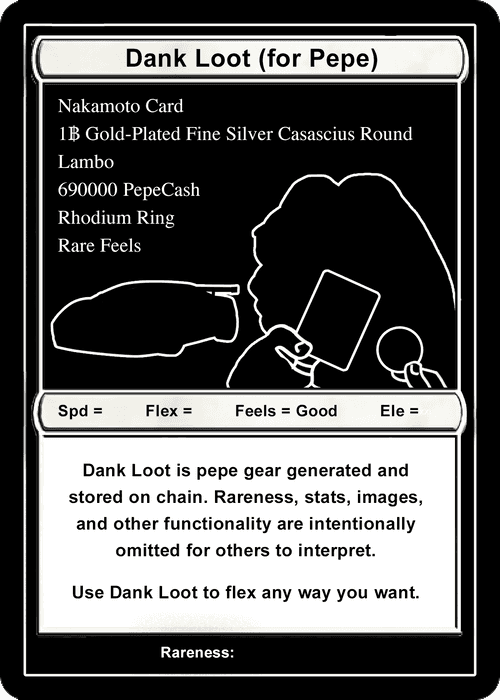 Dank Loot (for Pepe)
Nakamoto Card
1₿ Gold-Plated Fine Silver Casascius Round
Lambo
690000 PepeCash
Rhodium Ring
Rare Feels
Spd = Flex = Feels = Good Ele =
Dank Loot is pepe gear generated and
stored on chain. Rareness, stats, images,
and other functionality are intentionally
omitted for others to interpret.
Use Dank Loot to flex any way you want.
Rareness: